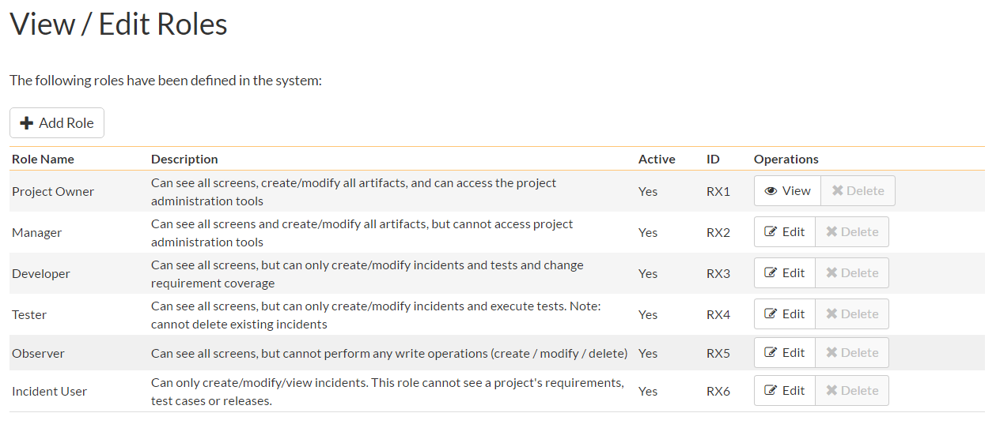 View / Edit Roles
The following roles have been defined in the system:
Add Role
Role Name Description Active ID Operations
Project Owner Can see all screens, create/modify all artifacts, and can access the project
administration tools Yes RX1 View Delete
Manager Can see all screens and create/modify all artifacts, but cannot access project
administration tools Yes RX2 Edit Delete
Developer Can see all screens, but can only create/modify incidents and tests and change
requirement coverage Yes RX3 Edit Delete
Tester Can see all screens, but can only create/modify incidents and execute tests. Note:
cannot delete existing incidents Yes RX4 Edit Delete
Observer Can see all screens, but cannot perform any write operations (create / modify / delete) Yes RX5 Edit Delete
Incident User Can only create/modify/view incidents. This role cannot see a project's requirements,
test cases or releases. Yes RX6 Edit Delete